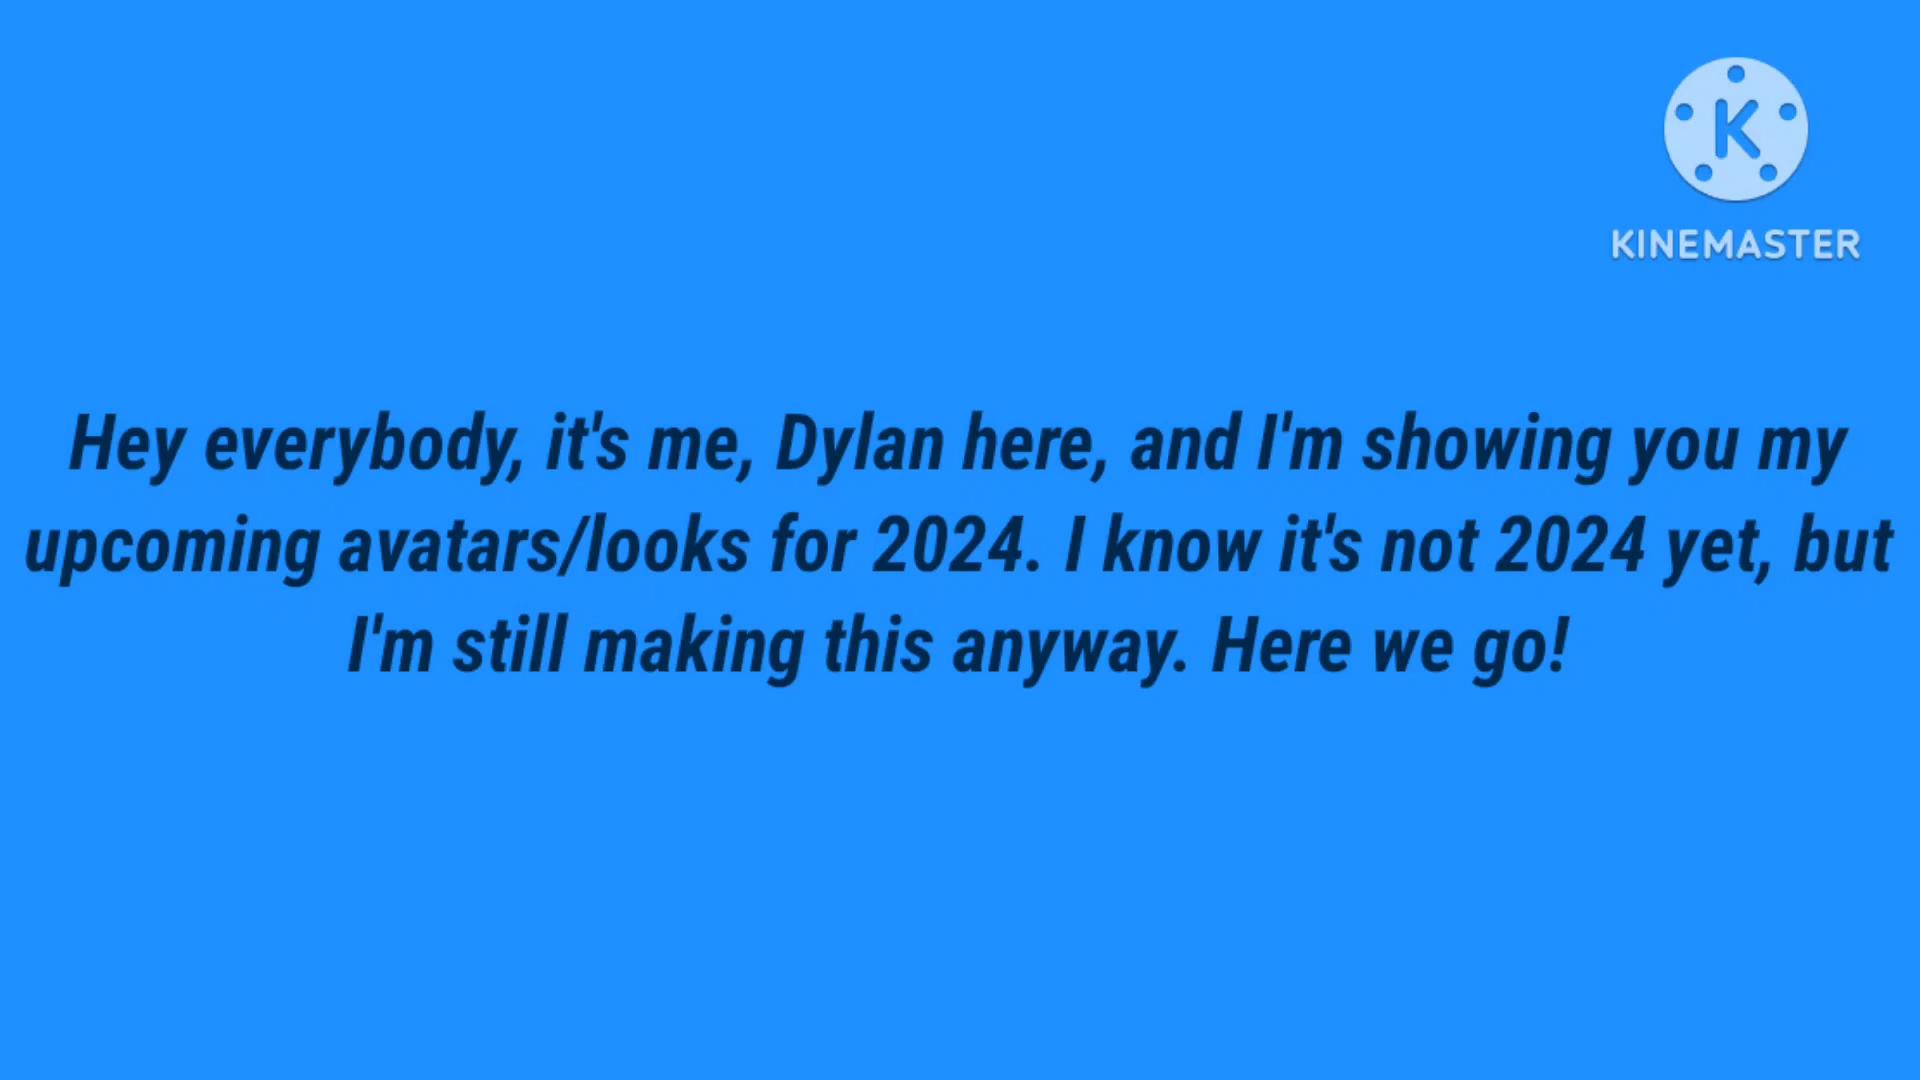 K
KINEMASTER
Hey everybody, it's me, Dylan here, and I'm showing you my
upcoming avatars/looks for 2024. I know it's not 2024 yet, but
I'm still making this anyway. Here we go!